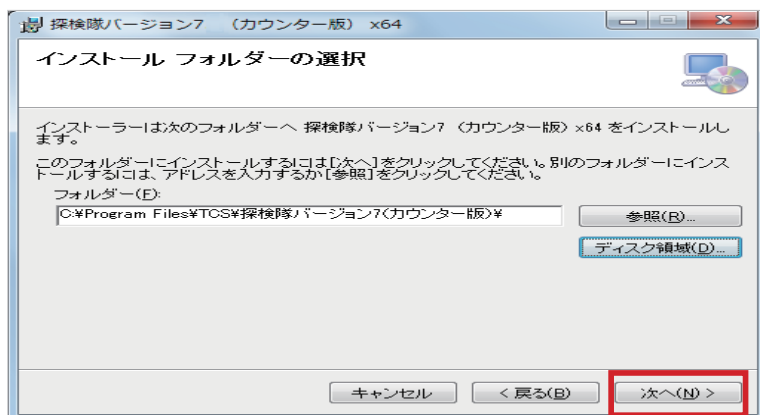 探検隊バージョン7 （カウンター版） x64
インストール フォルダーの選択
インストーラーは次のフォルダーへ 探検隊バージョン7 （カウンター版） x64 をインストールし
ます。
このフォルダーにインストールするには[次へ]をクリックしてください。別のフォルダーにインス
トールするには、アドレスを入力するか[参照]をクリックしてください。
フォルダー(F):
C:¥Program Files¥TCS¥探検隊バージョン7(カウンター版)¥
参照(R)...
ディスク領域(D)...
キャンセル
< 戻る(B)
次へ(N) >